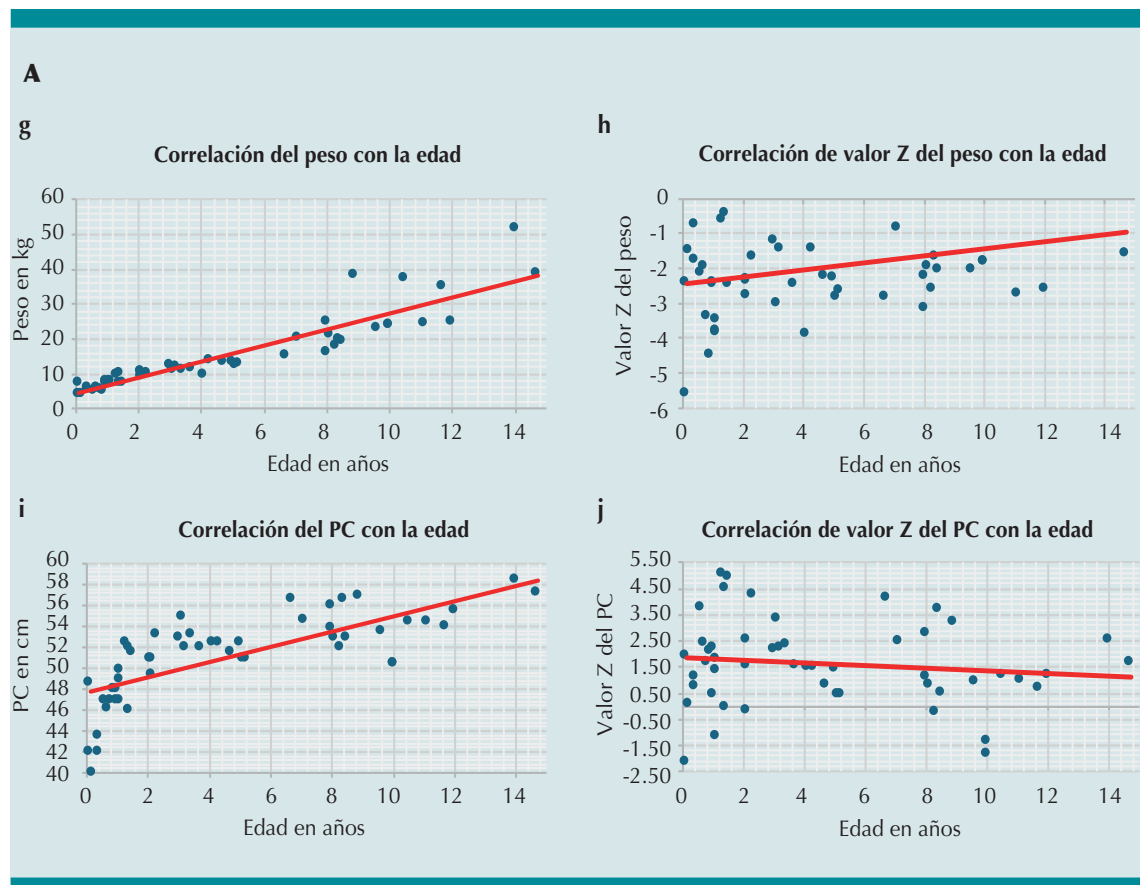 A
g
Correlación del peso con la edad
Peso en kg
60
50
40
30
20
10
0
0 2 4 6 8 10 12 14
Edad en años
h
Correlación de valor Z del peso con la edad
Valor Z del peso
0
-1
-2
-3
-4
-5
-6
0 2 4 6 8 10 12 14
Edad en años
i
Correlación del PC con la edad
PC en cm
60
58
56
54
52
50
48
46
44
42
40
0 2 4 6 8 10 12 14
Edad en años
j
Correlación de valor Z del PC con la edad
Valor Z del PC
5.50
4.50
3.50
2.50
1.50
0.50
-0.50
-1.50
-2.50
0 2 4 6 8 10 12 14
Edad en años